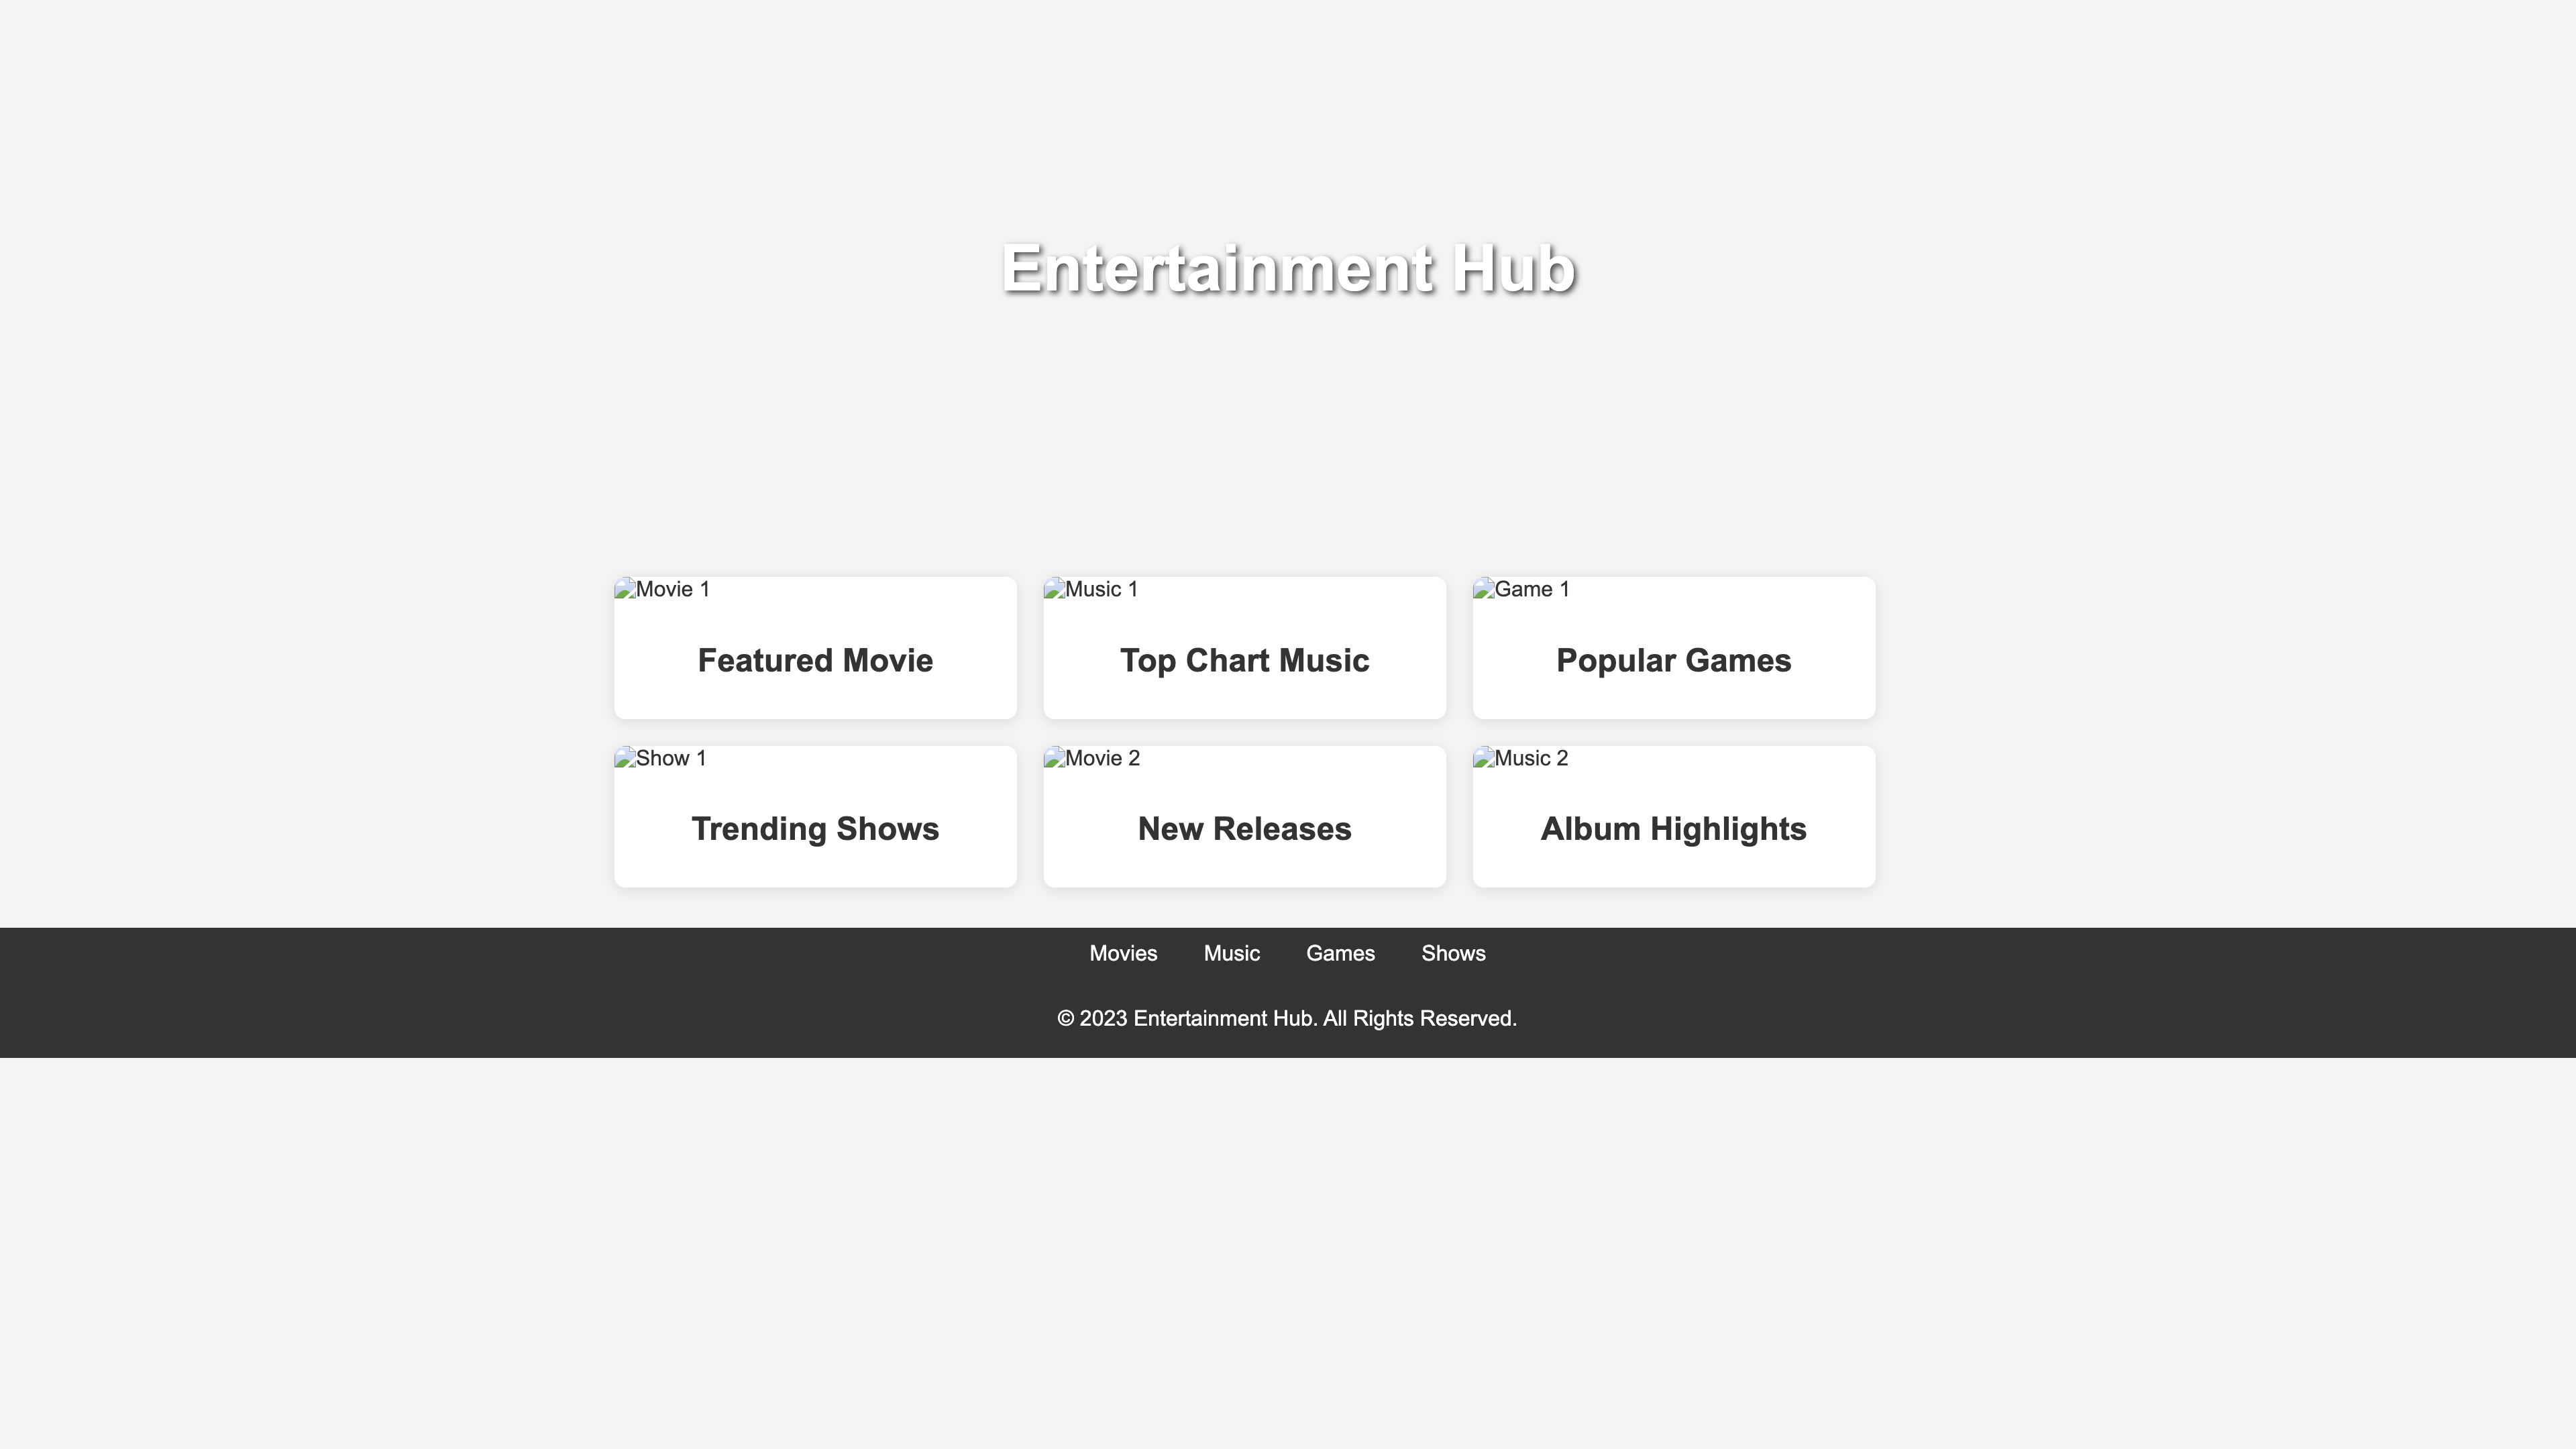 Entertainment Hub
Movie 1
Featured Movie
Music 1
Top Chart Music
Game 1
Popular Games
Show 1
Trending Shows
Movie 2
New Releases
Music 2
Album Highlights
Movies Music Games Shows
© 2023 Entertainment Hub. All Rights Reserved.